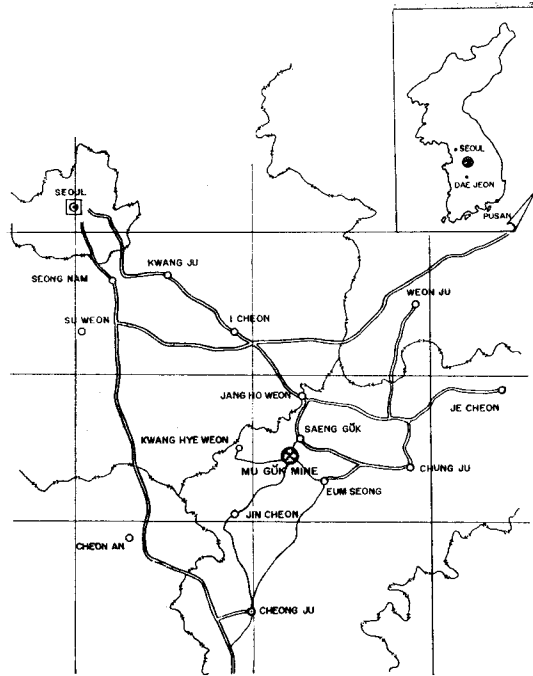 SEOUL
DAE JEON
PUSAN
SEOUL
KWANG JU
SEONG NAM
WEON JU
SU WEON
I CHEON
JANG HO WEON
JE CHEON
SAENG GŬK
KWANG HYE WEON
MU GŬK MINE
CHUNG JU
EUM SEONG
JIN CHEON
CHEON AN
CHEONG JU